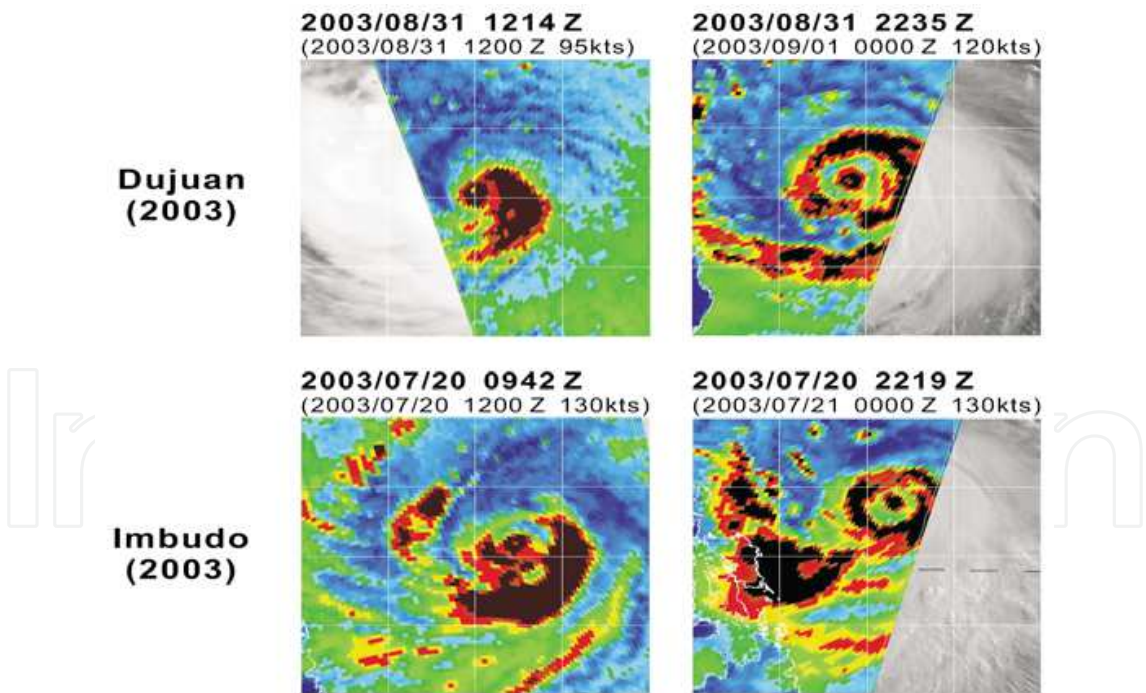 2003/08/31 1214 Z
(2003/08/31 1200 Z 95kts)
2003/08/31 2235 Z
(2003/09/01 0000 Z 120kts)
Dujuan
(2003)
2003/07/20 0942 Z
(2003/07/20 1200 Z 130kts)
2003/07/20 2219 Z
(2003/07/21 0000 Z 130kts)
Imbudo
(2003)